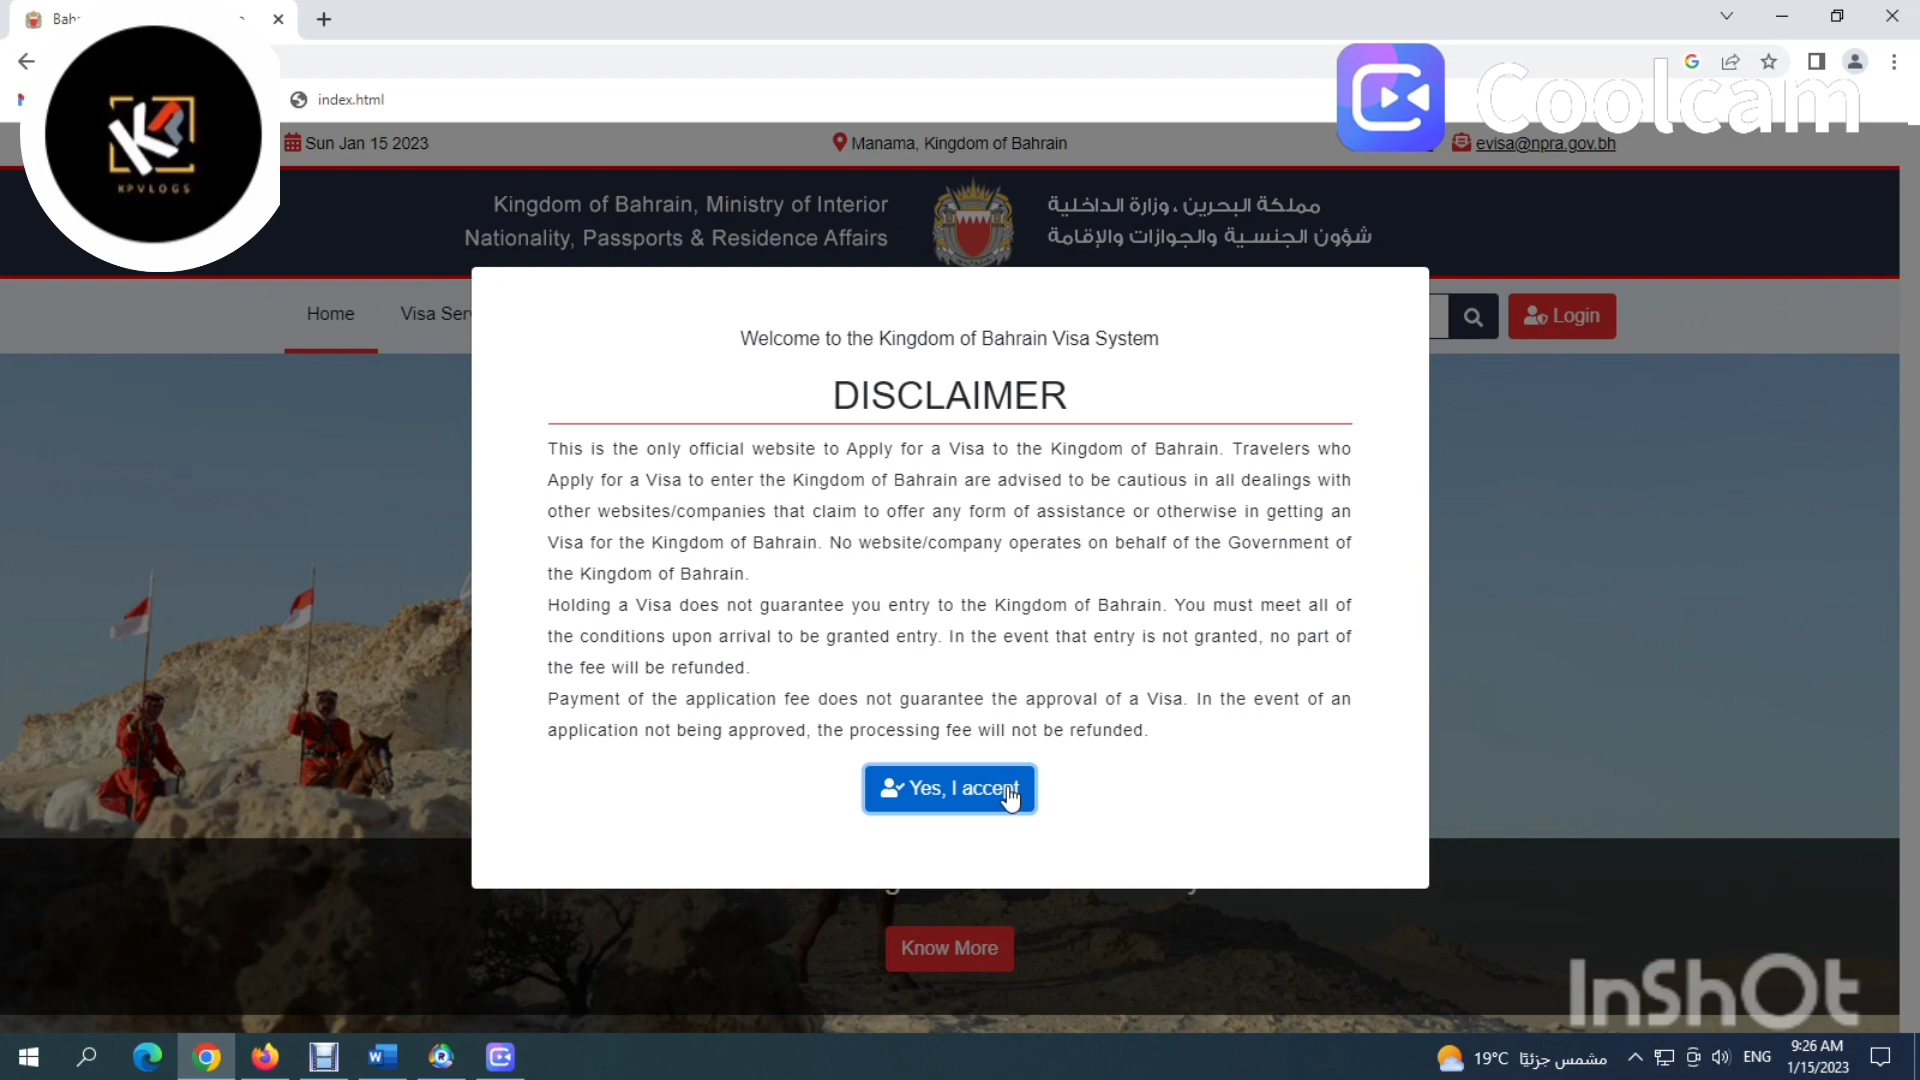 Bah
index.html
Coolcam
Sun Jan 15 2023
Manama, Kingdom of Bahrain
evisa@npra.gov.bh
KPVLOGS
Kingdom of Bahrain, Ministry of Interior
Nationality, Passports & Residence Affairs
مملكة البحرين ، وزارة الداخلية
شؤون الجنسية والجوازات والإقامة
Home
Visa Ser
Login
Welcome to the Kingdom of Bahrain Visa System
DISCLAIMER
This is the only official website to Apply for a Visa to the Kingdom of Bahrain. Travelers who
Apply for a Visa to enter the Kingdom of Bahrain are advised to be cautious in all dealings with
other websites/companies that claim to offer any form of assistance or otherwise in getting an
Visa for the Kingdom of Bahrain. No website/company operates on behalf of the Government of
the Kingdom of Bahrain.
Holding a Visa does not guarantee you entry to the Kingdom of Bahrain. You must meet all of
the conditions upon arrival to be granted entry. In the event that entry is not granted, no part of
the fee will be refunded.
Payment of the application fee does not guarantee the approval of a Visa. In the event of an
application not being approved, the processing fee will not be refunded.
Yes, I accept
Know More
InShOt
19°C مشمس جزئيًا
ENG
9:26 AM
1/15/2023